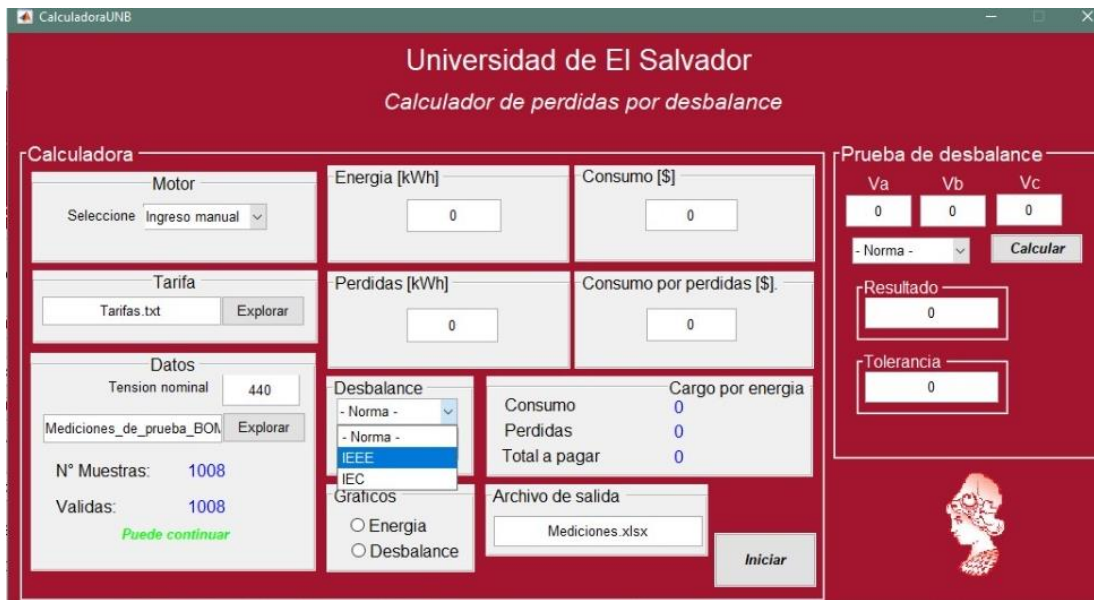 CalculadoraUNB
Universidad de El Salvador
Calculador de perdidas por desbalance
Calculadora
Motor
Seleccione Ingreso manual
Tarifa
Tarifas.txt Explorar
Datos
Tension nominal 440
Mediciones_de_prueba_BOM Explorar
N° Muestras: 1008
Validas: 1008
Puede continuar
Energia [kWh]
0
Consumo [$]
0
Perdidas [kWh]
0
Consumo por perdidas [$].
0
Desbalance
- Norma -
- Norma -
IEEE
IEC
Cargo por energia
Consumo 0
Perdidas 0
Total a pagar 0
Graficos
Energia
Desbalance
Archivo de salida
Mediciones.xlsx
Iniciar
Prueba de desbalance
Va Vb Vc
0 0 0
- Norma - Calcular
Resultado
0
Tolerancia
0